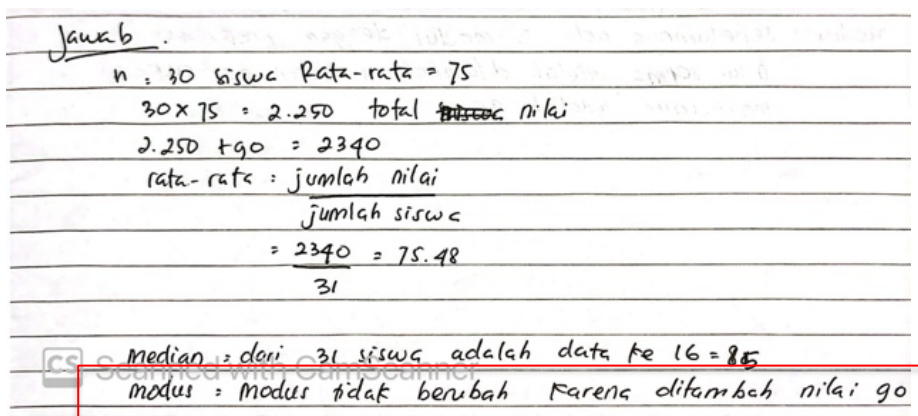 Jawab.
n : 30 siswa Rata-rata = 75
30 x 75 = 2.250 total nilai
2.250 + 90 = 2340
rata-rata : jumlah nilai
jumlah siswa
= 2340 = 75.48
31
median : dari 31 siswa adalah data ke 16 =
CS Scanned with CamScanner
modus : modus tidak berubah karena ditambah nilai 90